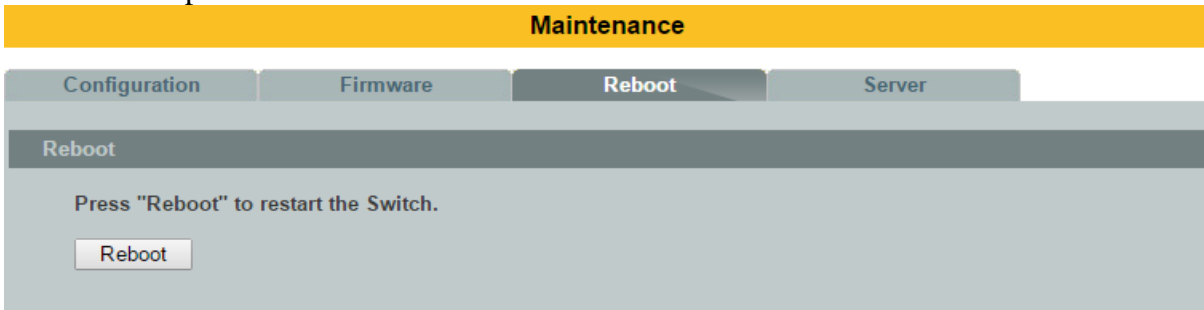 Maintenance
Configuration Firmware Reboot Server
Reboot
Press "Reboot" to restart the Switch.
Reboot